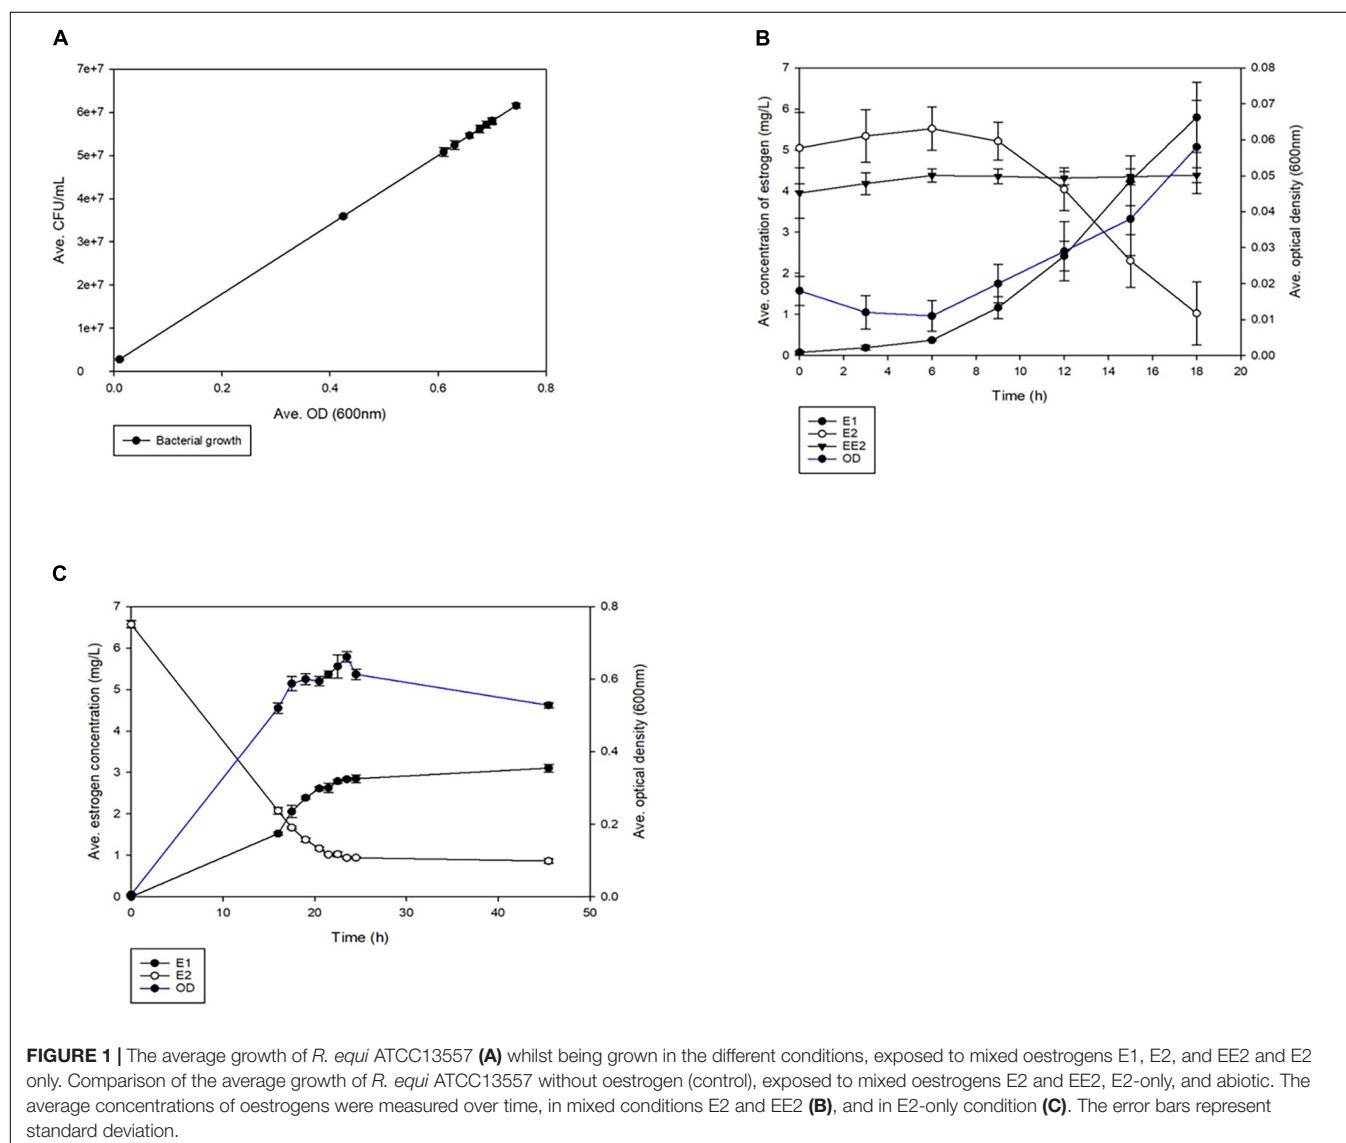 A
7e+7
6e+7
5e+7
4e+7
3e+7
2e+7
1e+7
0
Ave. CFU/mL
0.0 0.2 0.4 0.6 0.8
Ave. OD (600nm)
Bacterial growth
B
7
6
5
4
3
2
1
0
Ave. concentration of estrogen (mg/L)
0.08
0.07
0.06
0.05
0.04
0.03
0.02
0.01
0.00
Ave. optical density (600nm)
0 2 4 6 8 10 12 14 16 18 20
Time (h)
E1
E2
EE2
OD
C
7
6
5
4
3
2
1
0
Ave. estrogen concentration (mg/L)
0.8
0.6
0.4
0.2
0.0
Ave. optical density (600nm)
0 10 20 30 40 50
Time (h)
E1
E2
OD
FIGURE 1 | The average growth of R. equi ATCC13557 (A) whilst being grown in the different conditions, exposed to mixed oestrogens E1, E2, and EE2 and E2
only. Comparison of the average growth of R. equi ATCC13557 without oestrogen (control), exposed to mixed oestrogens E2 and EE2, E2-only, and abiotic. The
average concentrations of oestrogens were measured over time, in mixed conditions E2 and EE2 (B), and in E2-only condition (C). The error bars represent
standard deviation.